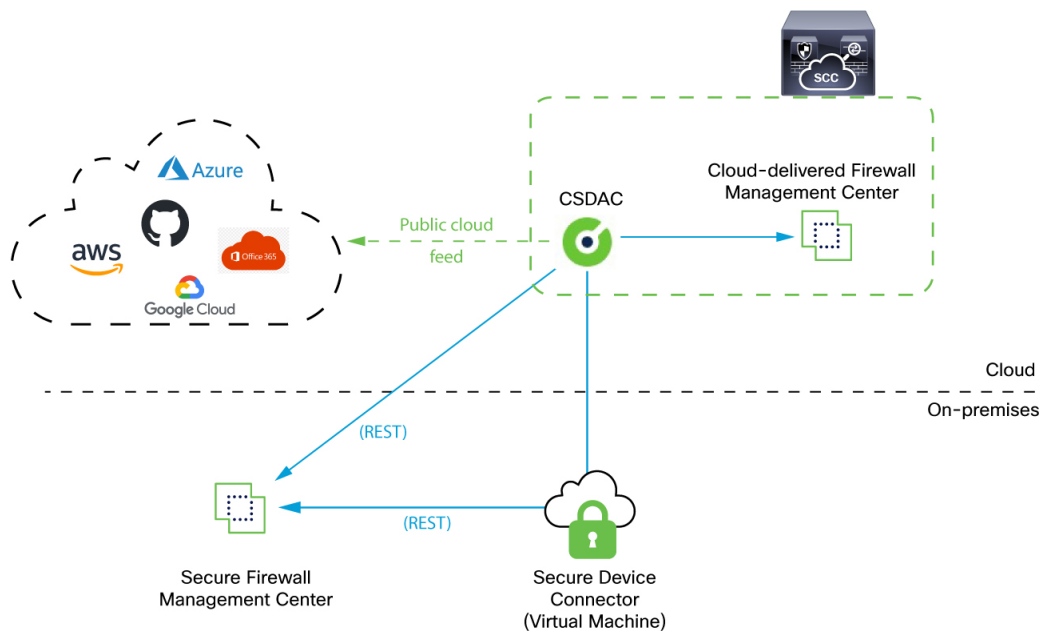 SCC
Azure
aws
Office 365
Google Cloud
Public cloud
feed
CSDAC
Cloud-delivered Firewall
Management Center
Cloud
On-premises
(REST)
(REST)
Secure Firewall
Management Center
Secure Device
Connector
(Virtual Machine)